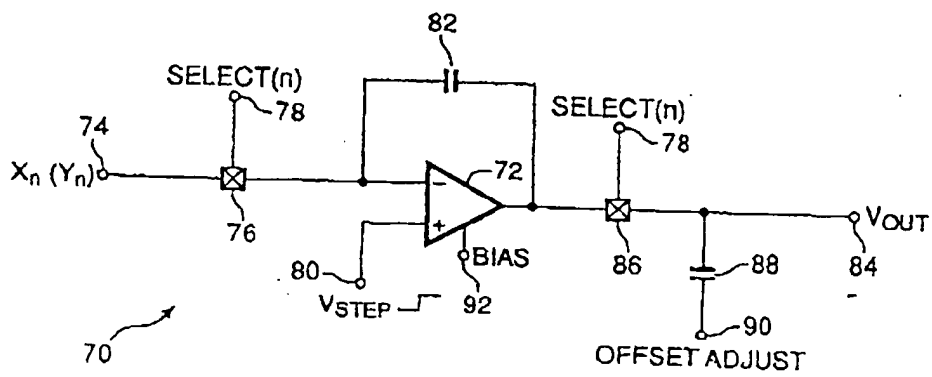 82
SELECT(n)
78
SELECT(n)
78
74
Xn (Yn)
72
−
+
76
86
VOUT
84
80
BIAS
92
88
VSTEP
90
OFFSET ADJUST
70